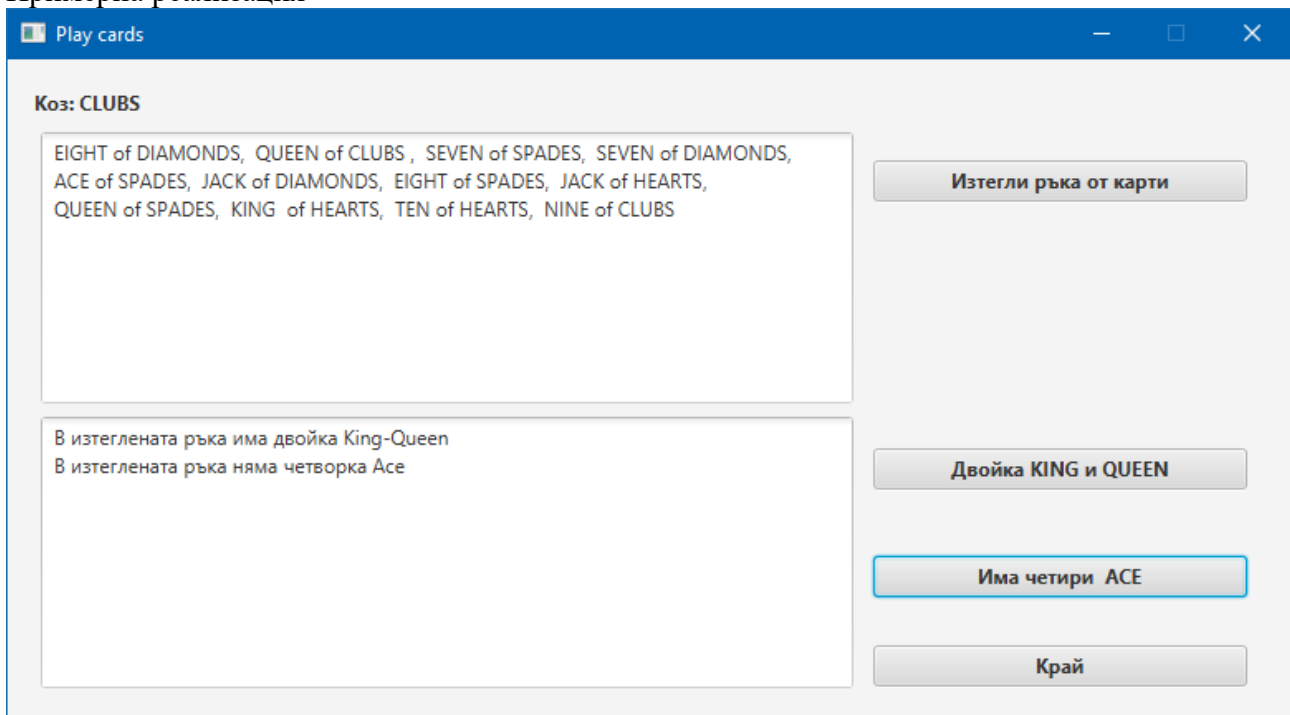 Play cards
Коз: CLUBS
EIGHT of DIAMONDS, QUEEN of CLUBS , SEVEN of SPADES, SEVEN of DIAMONDS,
ACE of SPADES, JACK of DIAMONDS, EIGHT of SPADES, JACK of HEARTS,
QUEEN of SPADES, KING of HEARTS, TEN of HEARTS, NINE of CLUBS
Изтегли ръка от карти
В изтеглената ръка има двойка King-Queen
В изтеглената ръка няма четворка Ace
Двойка KING и QUEEN
Има четири ACE
Край